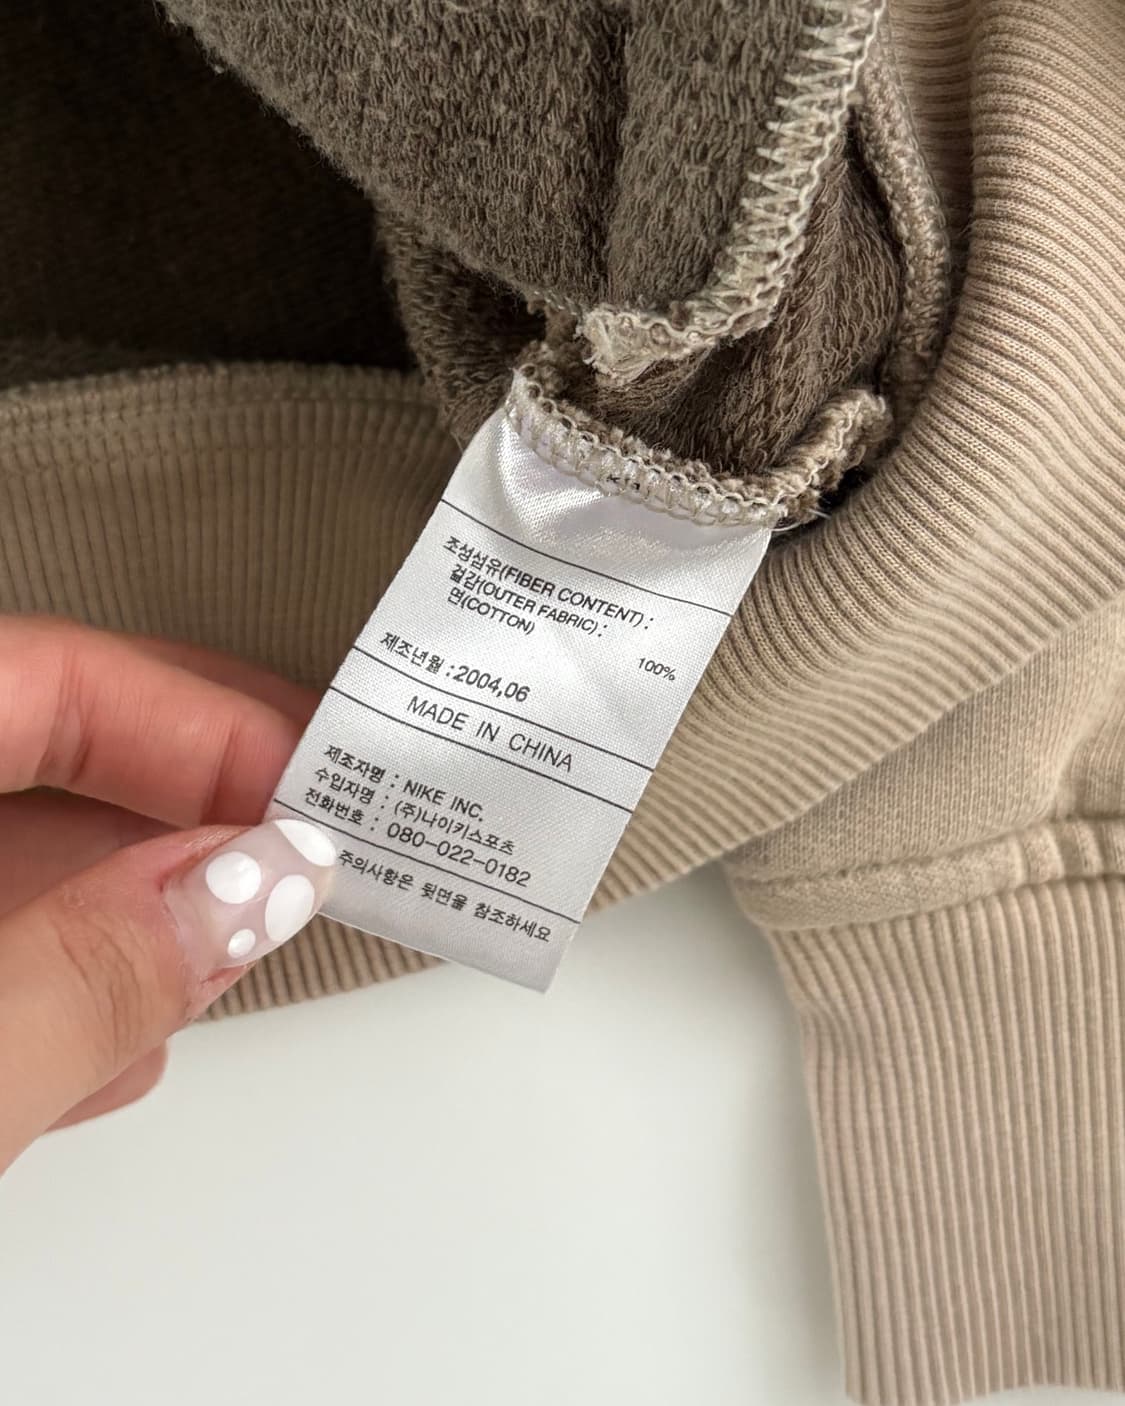 조성섬유(FIBER CONTENT) :
겉감(OUTER FABRIC) :
면(COTTON)
100%
제조년월 : 2004.06
MADE IN CHINA
제조자명 : NIKE INC.
수입자명 : (주)나이키스포츠
전화번호 : 080-022-0182
주의사항은 뒷면을 참조하세요